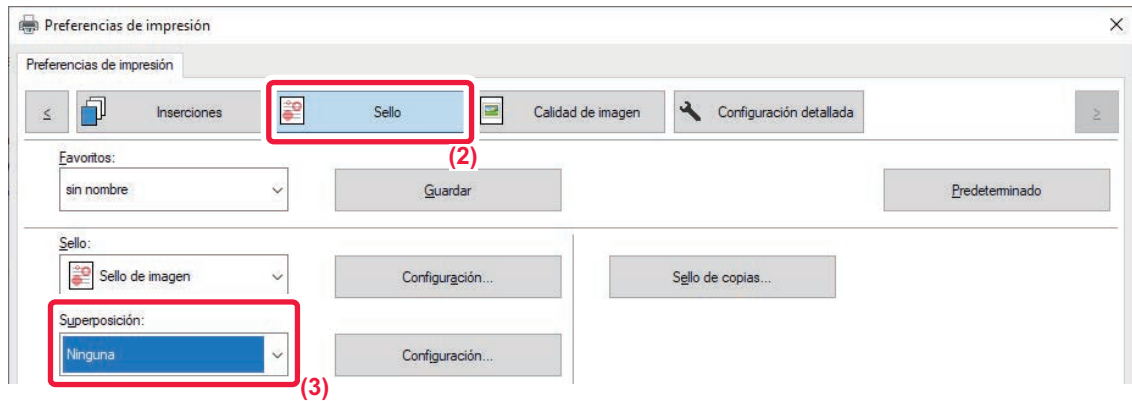 Preferencias de impresión
Preferencias de impresión
< Inserciones Sello Calidad de imagen Configuración detallada >
(2)
Favoritos:
sin nombre Guardar Predeterminado
Sello:
Sello de imagen Configuración... Sello de copias...
Superposición:
Ninguna Configuración...
(3)